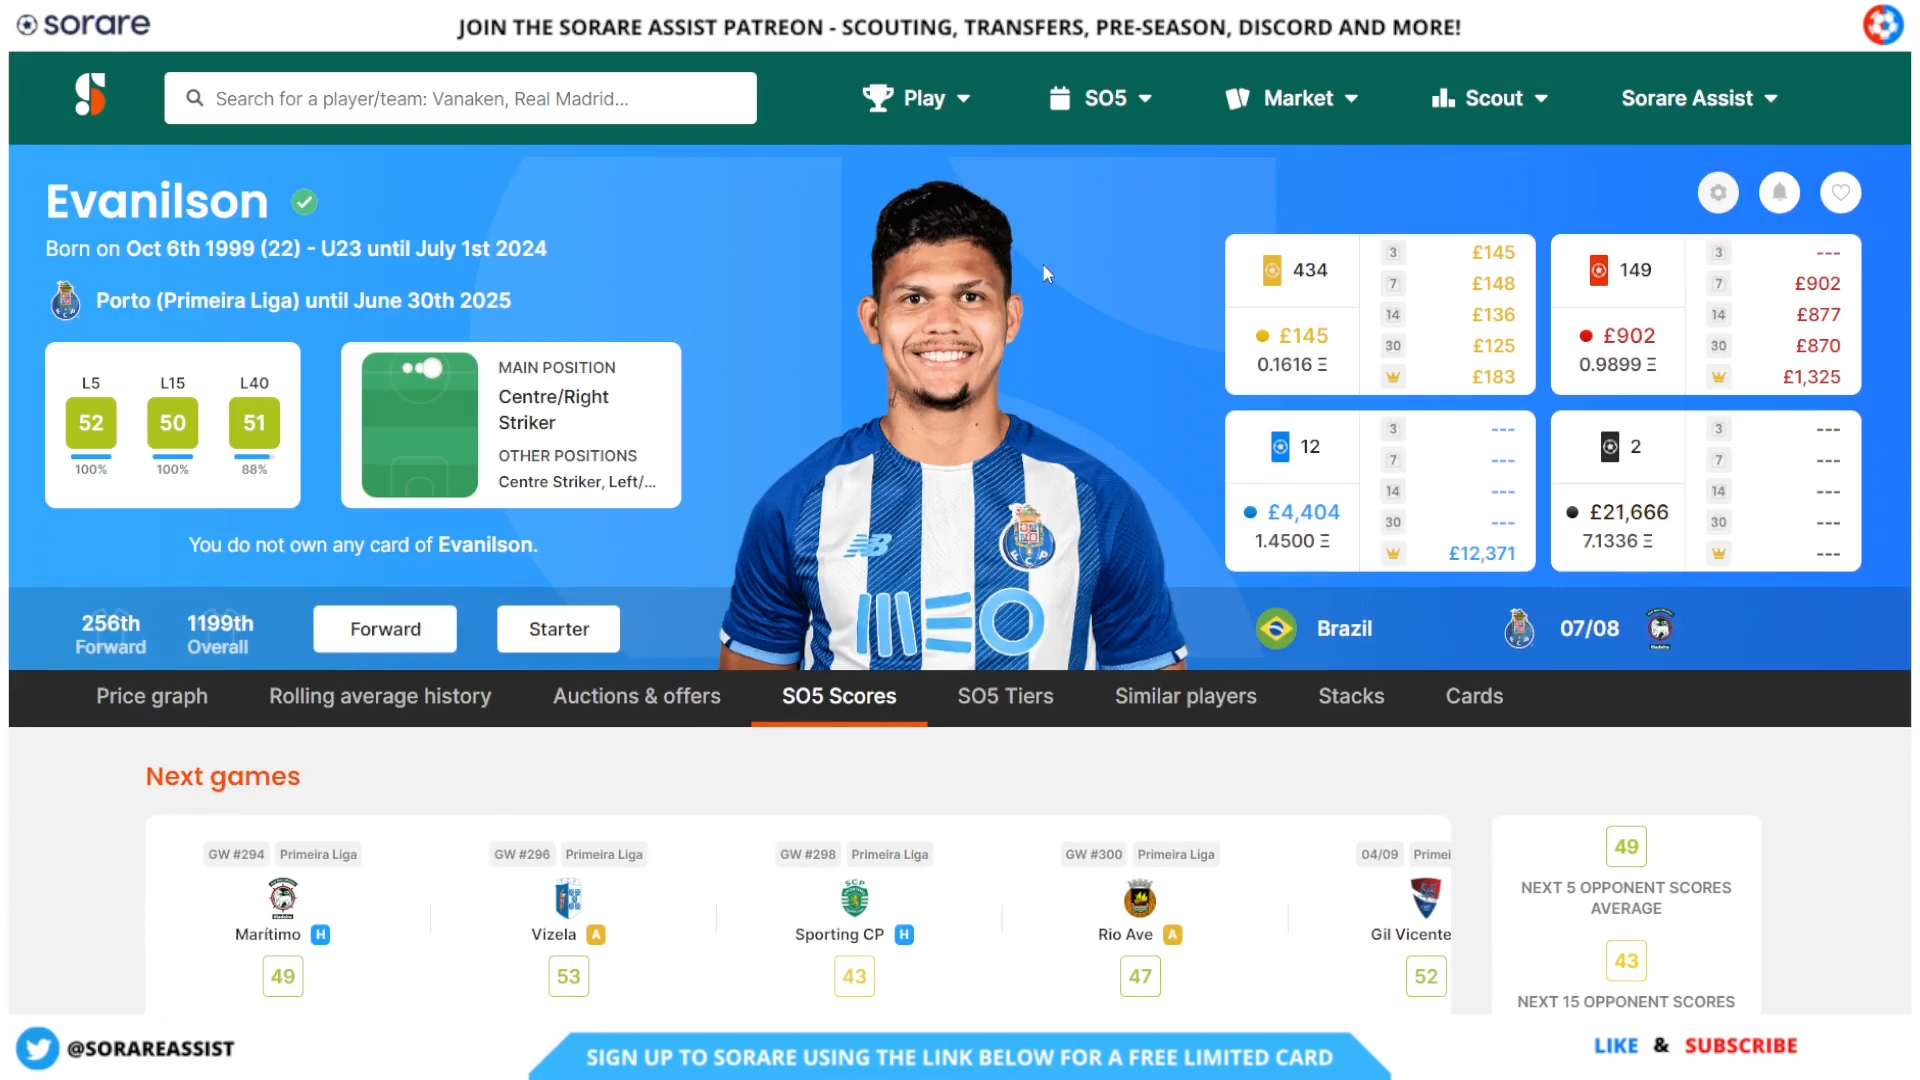 sorare
JOIN THE SORARE ASSIST PATREON - SCOUTING, TRANSFERS, PRE-SEASON, DISCORD AND MORE!
Search for a player/team: Vanaken, Real Madrid...
Play
SO5
Market
Scout
Sorare Assist
Evanilson
Born on Oct 6th 1999 (22) - U23 until July 1st 2024
Porto (Primeira Liga) until June 30th 2025
L5 L15 L40
52 50 51
100% 100% 88%
MAIN POSITION
Centre/Right
Striker
OTHER POSITIONS
Centre Striker, Left/...
You do not own any card of Evanilson.
256th
Forward
1199th
Overall
Forward
Starter
MEO
434
£145
0.1616 Ξ
3 £145
7 £148
14 £136
30 £125
£183
149
£902
0.9899 Ξ
3 ---
7 £902
14 £877
30 £870
£1,325
12
£4,404
1.4500 Ξ
3 ---
7 ---
14 ---
30 ---
£12,371
2
£21,666
7.1336 Ξ
3 ---
7 ---
14 ---
30 ---
---
Brazil
07/08
Price graph
Rolling average history
Auctions & offers
SO5 Scores
SO5 Tiers
Similar players
Stacks
Cards
Next games
GW #294 Primeira Liga
Marítimo H
49
GW #296 Primeira Liga
Vizela A
53
GW #298 Primeira Liga
SCP
Sporting CP H
43
GW #300 Primeira Liga
Rio Ave A
47
04/09 Primei
Gil Vicente
52
49
NEXT 5 OPPONENT SCORES
AVERAGE
43
NEXT 15 OPPONENT SCORES
@SORAREASSIST
SIGN UP TO SORARE USING THE LINK BELOW FOR A FREE LIMITED CARD
LIKE & SUBSCRIBE